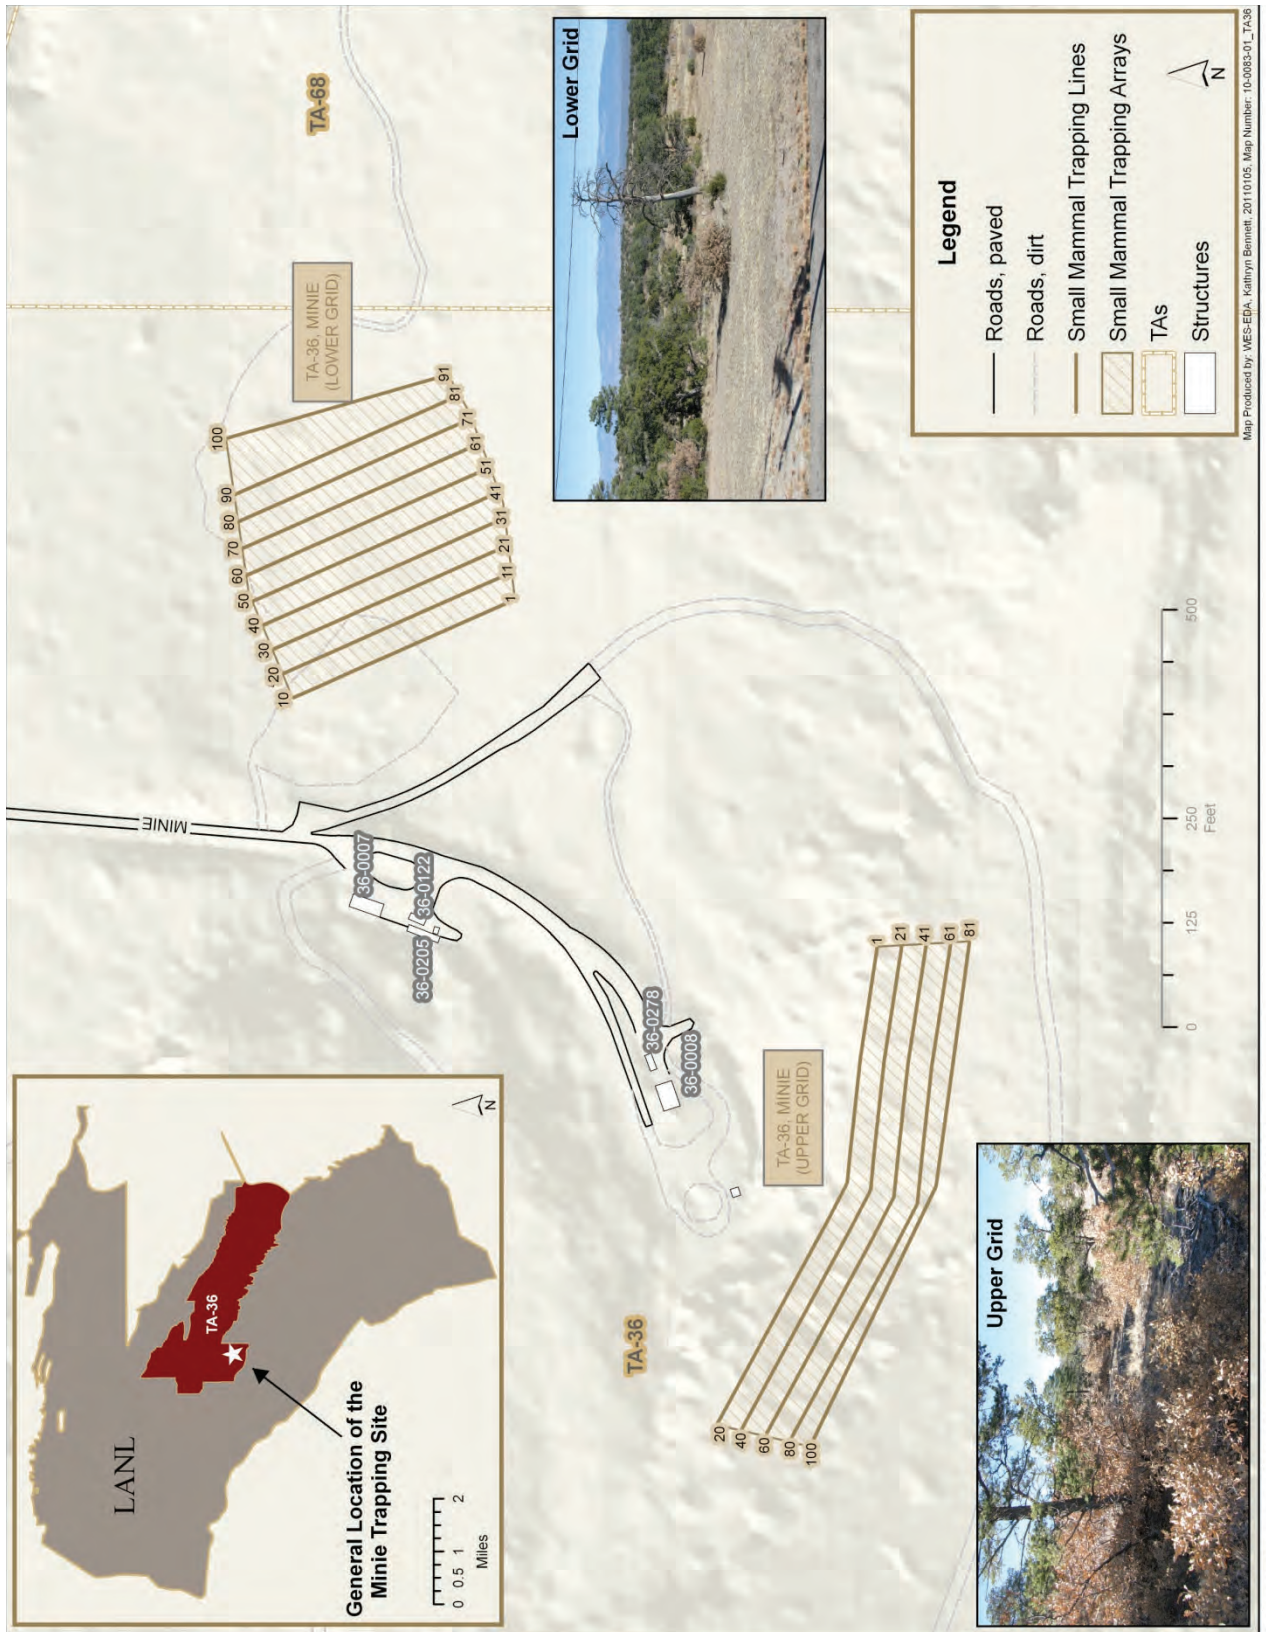 LANL
TA-36
General Location of the
Minie Trapping Site
0 0.5 1 2
Miles
N
MINIE
36-0007
36-0122
36-0205
36-0278
36-0008
TA-68
TA-36, MINIE
(LOWER GRID)
100
90
80
70
60
50
40
30
20
10
91
81
71
61
51
41
31
21
11
1
TA-36
TA-36, MINIE
(UPPER GRID)
20
40
60
80
100
1
21
41
61
81
Lower Grid
Upper Grid
0 125 250 500
Feet
Legend
Roads, paved
Roads, dirt
Small Mammal Trapping Lines
Small Mammal Trapping Arrays
TAs
Structures
N
Map Produced by: WES-EDA, Kathryn Bennett, 20110105, Map Number: 10-0083-01_TA36